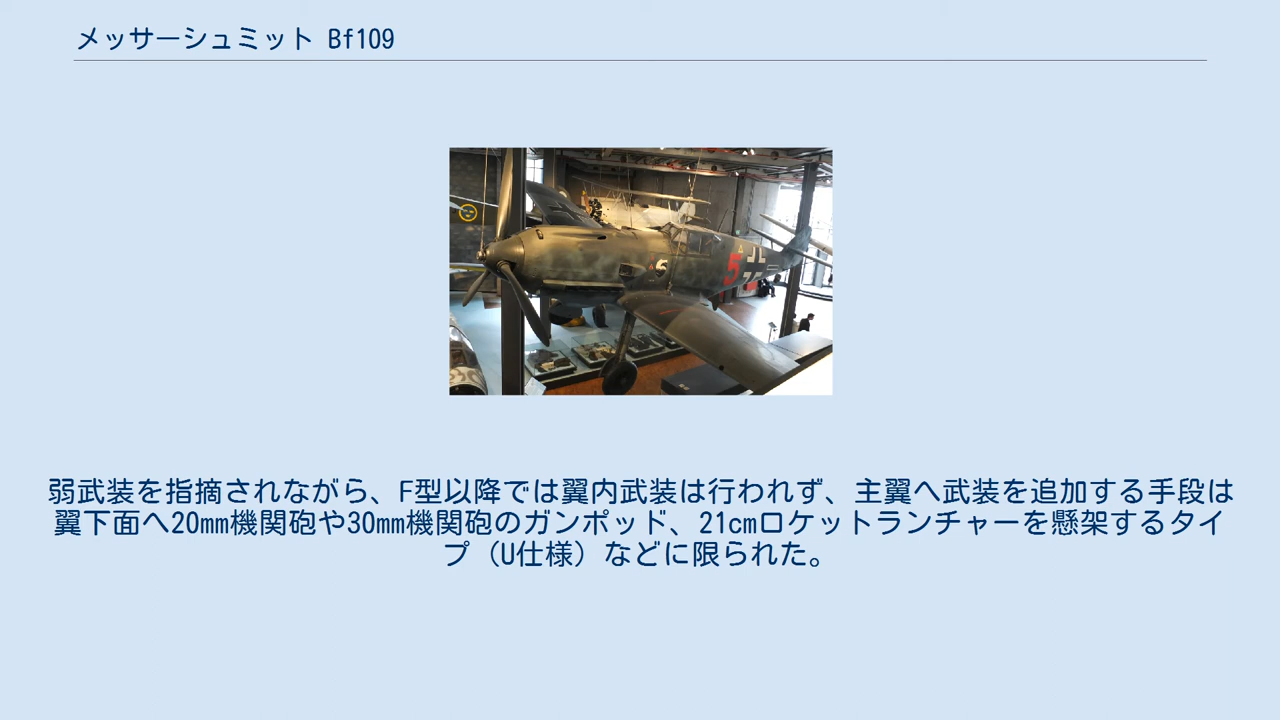 メッサーシュミット Bf109
5
5
弱武装を指摘されながら、F型以降では翼内武装は行われず、主翼へ武装を追加する手段は
翼下面へ20mm機関砲や30mm機関砲のガンポッド、21cmロケットランチャーを懸架するタイ
プ（U仕様）などに限られた。